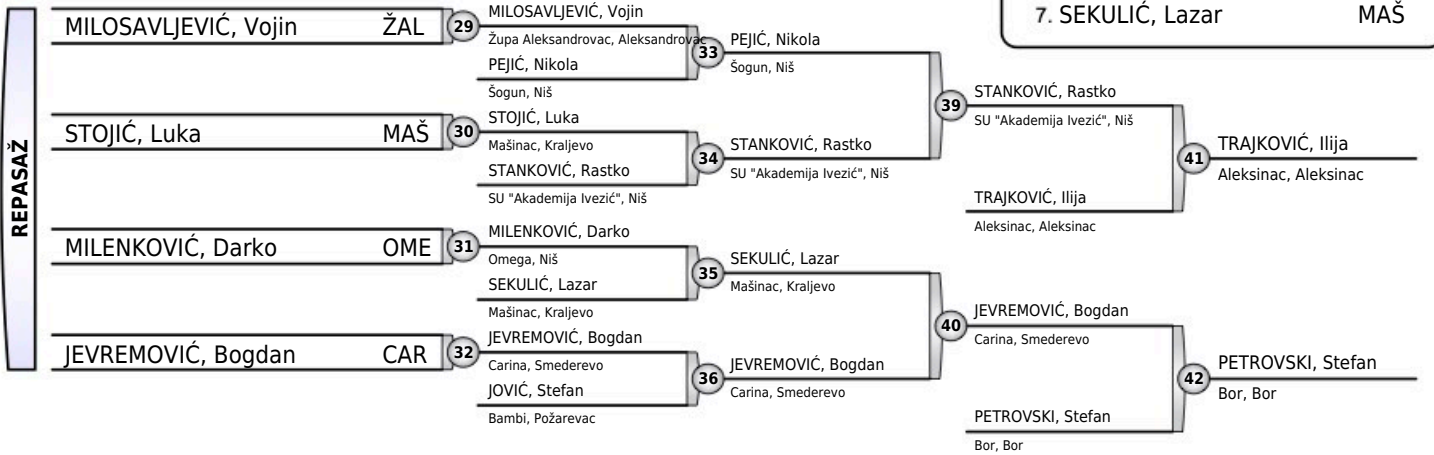 7. SEKULIĆ, Lazar MAŠ
REPASAŽ
MILOSAVLJEVIĆ, Vojin ŽAL
STOJIĆ, Luka MAŠ
MILENKOVIĆ, Darko OME
JEVREMOVIĆ, Bogdan CAR
29
30
31
32
MILOSAVLJEVIĆ, Vojin
Župa Aleksandrovac, Aleksandrovac
PEJIĆ, Nikola
Šogun, Niš
STOJIĆ, Luka
Mašinac, Kraljevo
STANKOVIĆ, Rastko
SU "Akademija Ivezić", Niš
MILENKOVIĆ, Darko
Omega, Niš
SEKULIĆ, Lazar
Mašinac, Kraljevo
JEVREMOVIĆ, Bogdan
Carina, Smederevo
JOVIĆ, Stefan
Bambi, Požarevac
33
34
35
36
PEJIĆ, Nikola
Šogun, Niš
STANKOVIĆ, Rastko
SU "Akademija Ivezić", Niš
SEKULIĆ, Lazar
Mašinac, Kraljevo
JEVREMOVIĆ, Bogdan
Carina, Smederevo
39
40
STANKOVIĆ, Rastko
SU "Akademija Ivezić", Niš
TRAJKOVIĆ, Ilija
Aleksinac, Aleksinac
JEVREMOVIĆ, Bogdan
Carina, Smederevo
PETROVSKI, Stefan
Bor, Bor
41
42
TRAJKOVIĆ, Ilija
Aleksinac, Aleksinac
PETROVSKI, Stefan
Bor, Bor